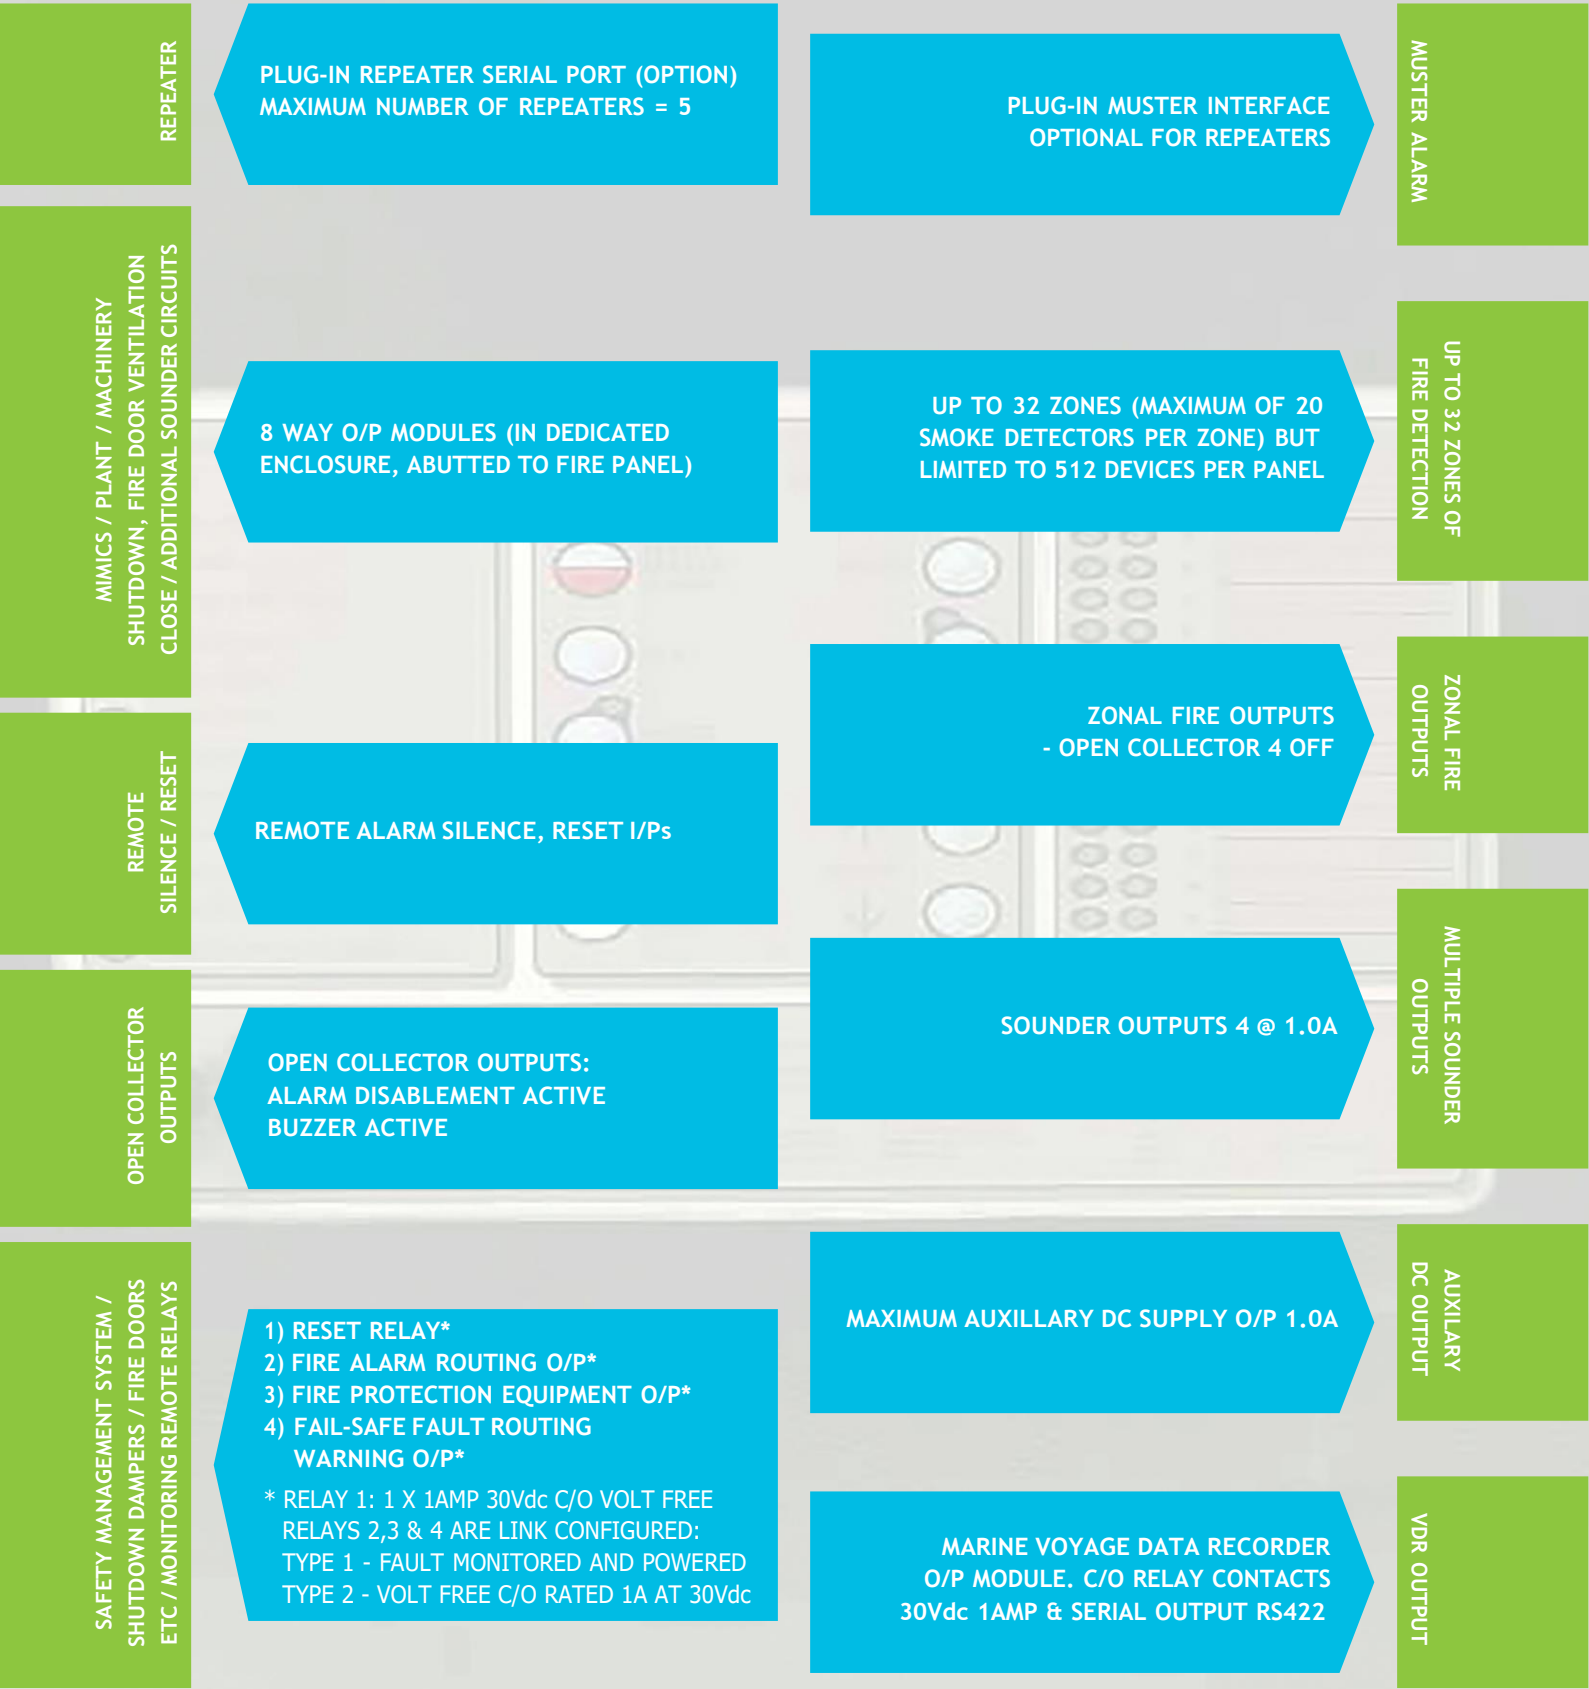 REPEATER
PLUG-IN REPEATER SERIAL PORT (OPTION)
MAXIMUM NUMBER OF REPEATERS = 5
MIMICS / PLANT / MACHINERY
SHUTDOWN, FIRE DOOR VENTILATION
CLOSE / ADDITIONAL SOUNDER CIRCUITS
8 WAY O/P MODULES (IN DEDICATED
ENCLOSURE, ABUTTED TO FIRE PANEL)
REMOTE
SILENCE / RESET
REMOTE ALARM SILENCE, RESET I/Ps
OPEN COLLECTOR
OUTPUTS
OPEN COLLECTOR OUTPUTS:
ALARM DISABLEMENT ACTIVE
BUZZER ACTIVE
SAFETY MANAGEMENT SYSTEM /
SHUTDOWN DAMPERS / FIRE DOORS
ETC / MONITORING REMOTE RELAYS
1) RESET RELAY*
2) FIRE ALARM ROUTING O/P*
3) FIRE PROTECTION EQUIPMENT O/P*
4) FAIL-SAFE FAULT ROUTING
WARNING O/P*
* RELAY 1: 1 X 1AMP 30Vdc C/O VOLT FREE
RELAYS 2,3 & 4 ARE LINK CONFIGURED:
TYPE 1 - FAULT MONITORED AND POWERED
TYPE 2 - VOLT FREE C/O RATED 1A AT 30Vdc
PLUG-IN MUSTER INTERFACE
OPTIONAL FOR REPEATERS
MUSTER ALARM
UP TO 32 ZONES (MAXIMUM OF 20
SMOKE DETECTORS PER ZONE) BUT
LIMITED TO 512 DEVICES PER PANEL
UP TO 32 ZONES OF
FIRE DETECTION
ZONAL FIRE OUTPUTS
- OPEN COLLECTOR 4 OFF
ZONAL FIRE
OUTPUTS
SOUNDER OUTPUTS 4 @ 1.0A
MULTIPLE SOUNDER
OUTPUTS
MAXIMUM AUXILLARY DC SUPPLY O/P 1.0A
AUXILARY
DC OUTPUT
MARINE VOYAGE DATA RECORDER
O/P MODULE. C/O RELAY CONTACTS
30Vdc 1AMP & SERIAL OUTPUT RS422
VDR OUTPUT